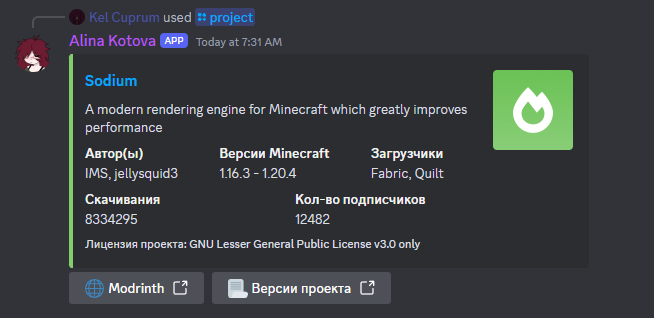 Kel Cuprum used project
Alina Kotova APP Today at 7:31 AM
Sodium
A modern rendering engine for Minecraft which greatly improves
performance
Автор(ы) Версии Minecraft Загрузчики
IMS, jellysquid3 1.16.3 - 1.20.4 Fabric, Quilt
Скачивания Кол-во подписчиков
8334295 12482
Лицензия проекта: GNU Lesser General Public License v3.0 only
Modrinth Версии проекта